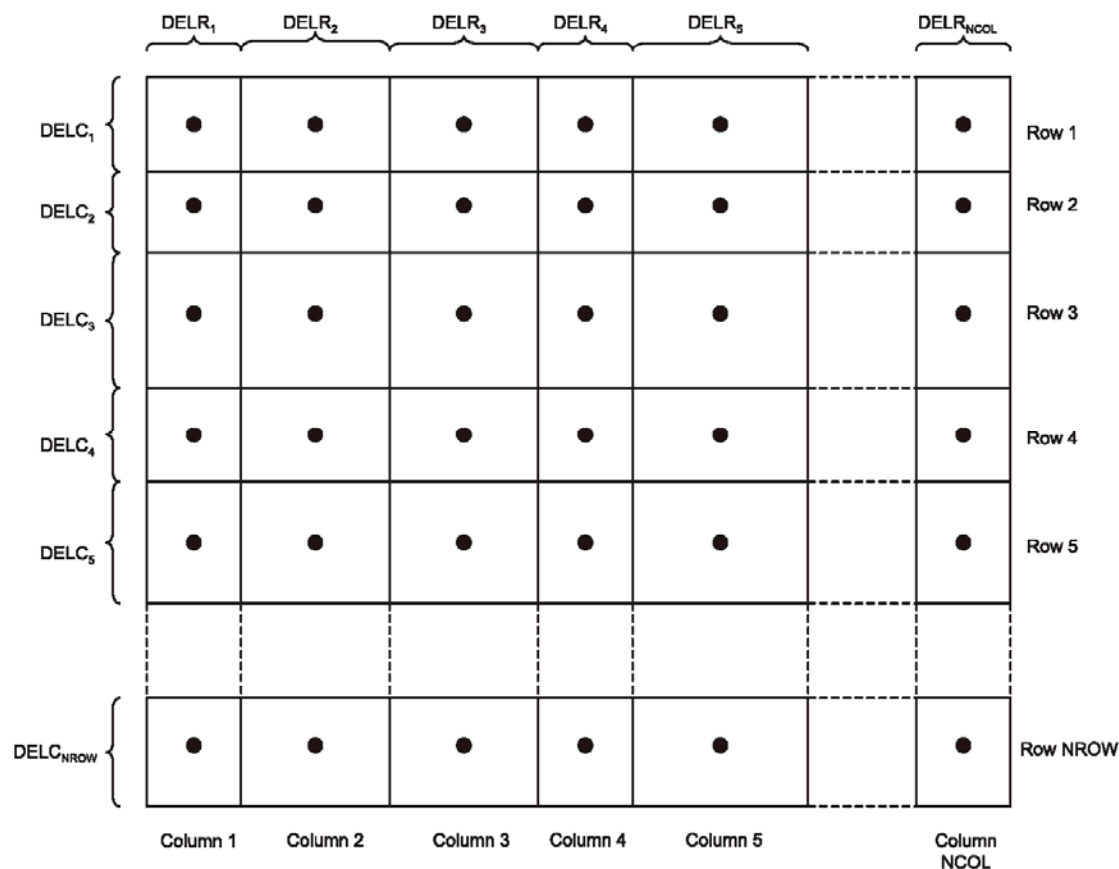 DELR1 DELR2 DELR3 DELR4 DELR5 DELRNCOL
DELC1 Row 1
DELC2 Row 2
DELC3 Row 3
DELC4 Row 4
DELC5 Row 5
DELCNROW Row NROW
Column 1 Column 2 Column 3 Column 4 Column 5 Column
NCOL